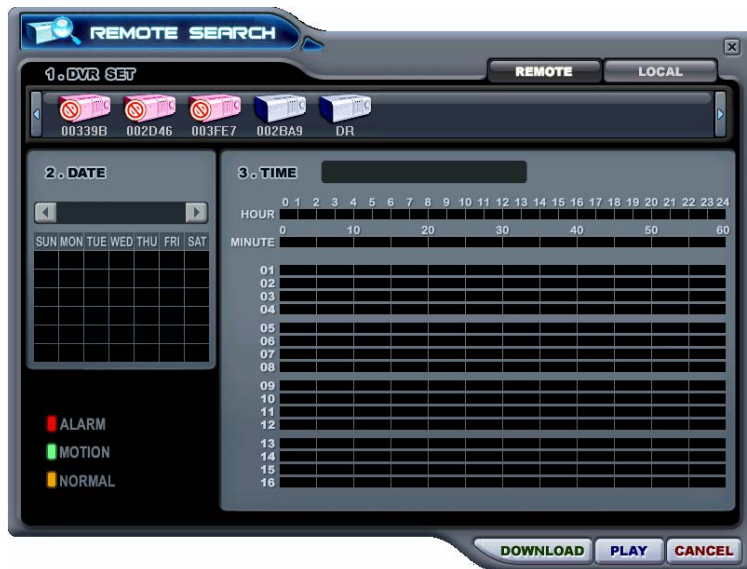 REMOTE SEARCH
REMOTE LOCAL
1. DVR SET
00339B 002D46 003FE7 002BA9 DR
2. DATE
SUN MON TUE WED THU FRI SAT
ALARM
MOTION
NORMAL
3. TIME
0 1 2 3 4 5 6 7 8 9 10 11 12 13 14 15 16 17 18 19 20 21 22 23 24
HOUR
0 10 20 30 40 50 60
MINUTE
01
02
03
04
05
06
07
08
09
10
11
12
13
14
15
16
DOWNLOAD PLAY CANCEL